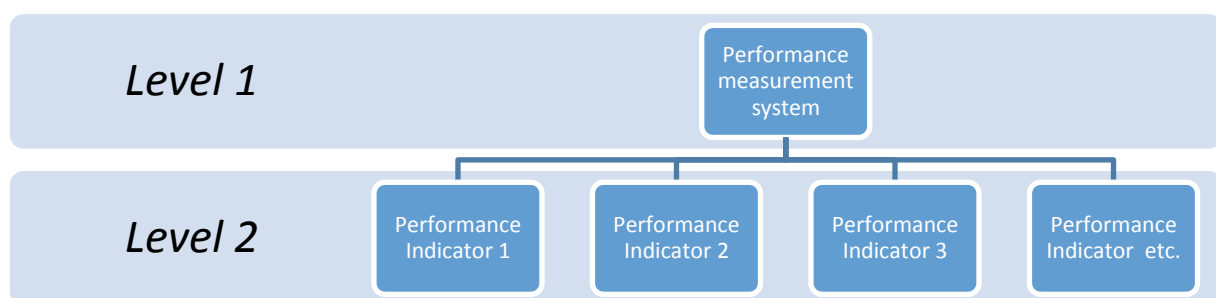 Level 1
Performance
measurement
system
Level 2
Performance
Indicator 1
Performance
Indicator 2
Performance
Indicator 3
Performance
Indicator etc.